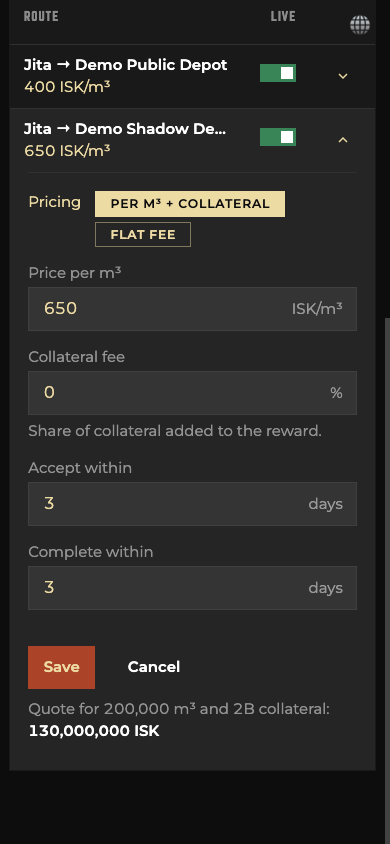 ROUTE LIVE
Jita → Demo Public Depot
400 ISK/m³
Jita → Demo Shadow De...
650 ISK/m³
Pricing PER M³ + COLLATERAL
FLAT FEE
Price per m³
650 ISK/m³
Collateral fee
0 %
Share of collateral added to the reward.
Accept within
3 days
Complete within
3 days
Save Cancel
Quote for 200,000 m³ and 2B collateral:
130,000,000 ISK